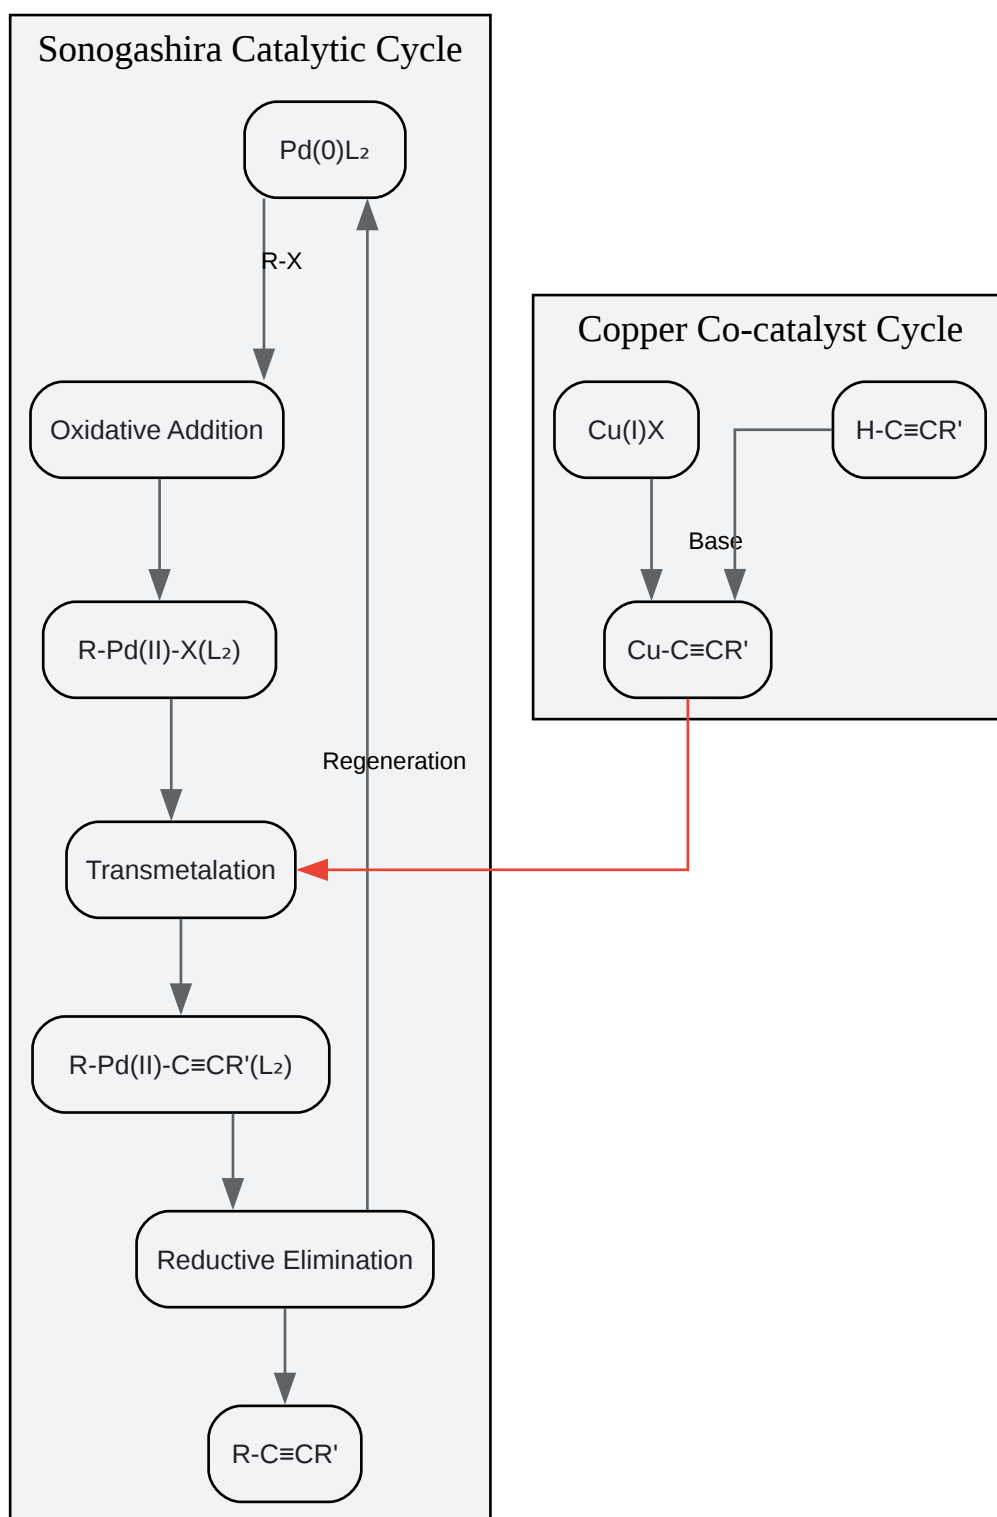 Sonogashira Catalytic Cycle
Pd(0)L₂
R-X
Oxidative Addition
R-Pd(II)-X(L₂)
Regeneration
Transmetalation
R-Pd(II)-C≡CR'(L₂)
Reductive Elimination
R-C≡CR'
Copper Co-catalyst Cycle
Cu(I)X
H-C≡CR'
Base
Cu-C≡CR'